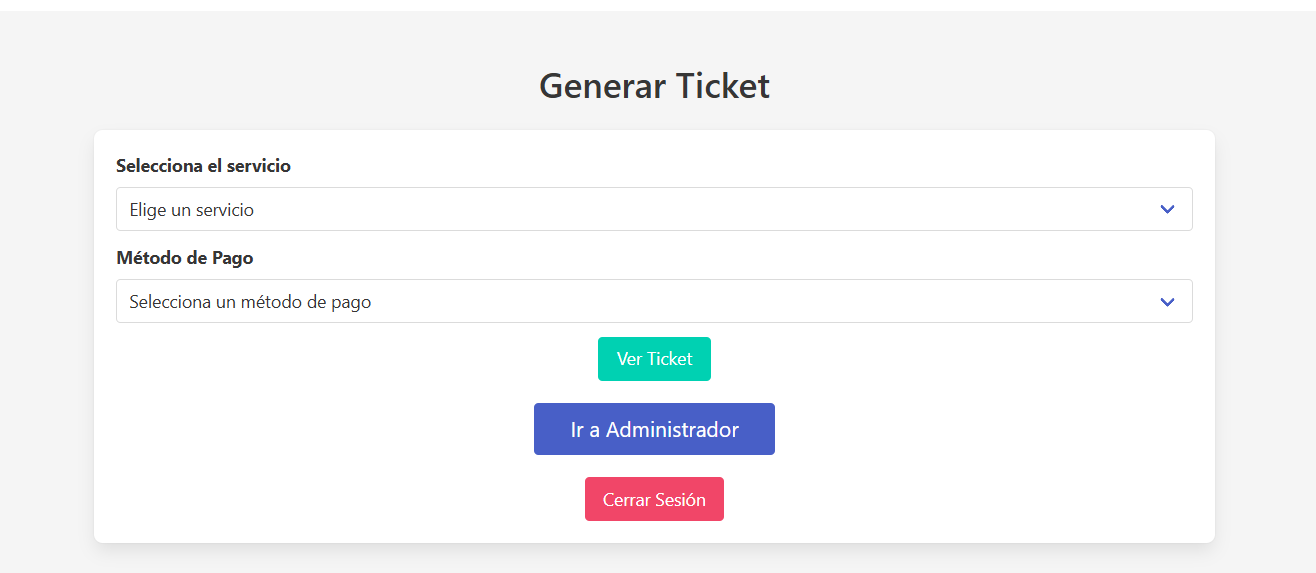 Generar Ticket
Selecciona el servicio
Elige un servicio
Método de Pago
Selecciona un método de pago
Ver Ticket
Ir a Administrador
Cerrar Sesión